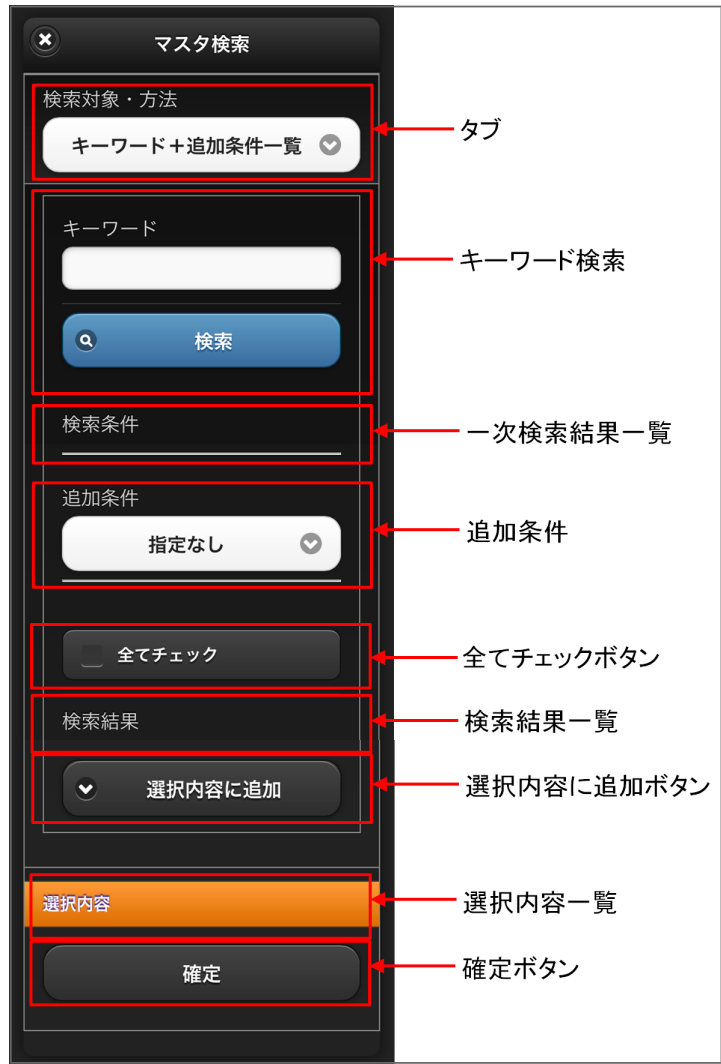 マスタ検索
検索対象・方法
キーワード＋追加条件一覧
タブ
キーワード
検索
キーワード検索
検索条件
一次検索結果一覧
追加条件
指定なし
追加条件
全てチェック
全てチェックボタン
検索結果
検索結果一覧
選択内容に追加
選択内容に追加ボタン
選択内容
選択内容一覧
確定
確定ボタン